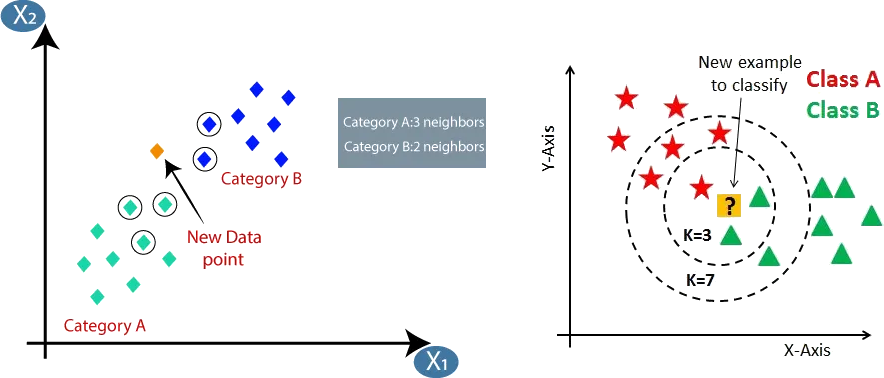 X₂
Category A:3 neighbors
Category B:2 neighbors
Category B
New Data
point
Category A
X₁
New example
to classify
Class A
Class B
Y-Axis
?
K=3
K=7
X-Axis